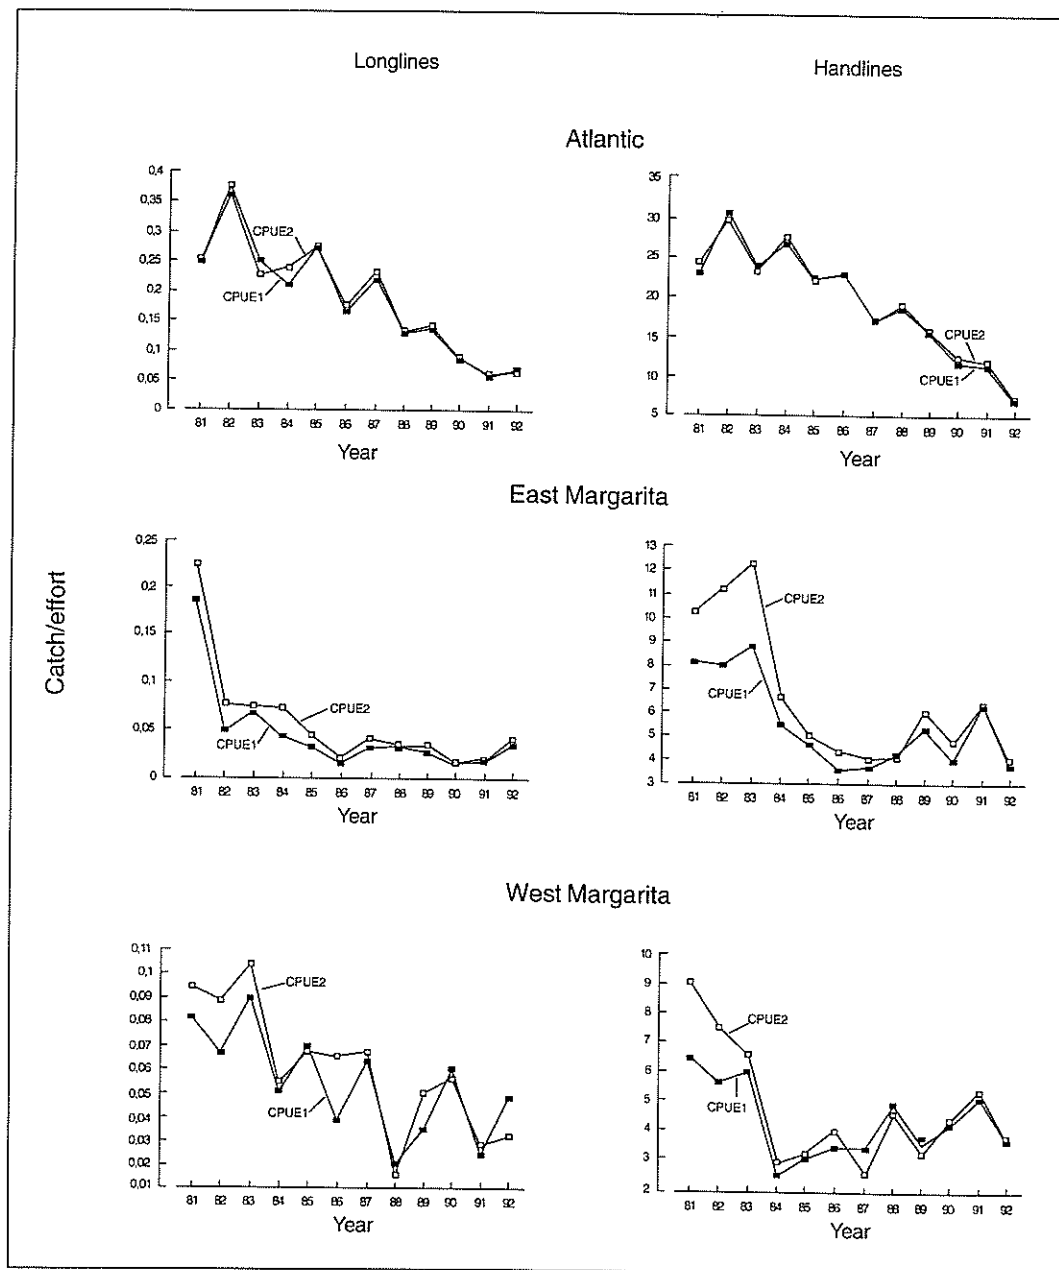 Longlines
Handlines
Atlantic
0,4
0,35
0,3
0,25
0,2
0,15
0,1
0,05
0
CPUE2
CPUE1
81 82 83 84 85 86 87 88 89 90 91 92
Year
35
30
25
20
15
10
5
CPUE2
CPUE1
81 82 83 84 85 86 87 88 89 90 91 92
Year
East Margarita
Catch/effort
0,25
0,2
0,15
0,1
0,05
0
CPUE2
CPUE1
81 82 83 84 85 86 87 88 89 90 91 92
Year
13
12
11
10
9
8
7
6
5
4
3
CPUE2
CPUE1
81 82 83 84 85 86 87 88 89 90 91 92
Year
West Margarita
0,11
0,1
0,09
0,08
0,07
0,06
0,05
0,04
0,03
0,02
0,01
CPUE2
CPUE1
81 82 83 84 85 86 87 88 89 90 91 92
Year
10
9
8
7
6
5
4
3
2
CPUE2
CPUE1
81 82 83 84 85 86 87 88 89 90 91 92
Year